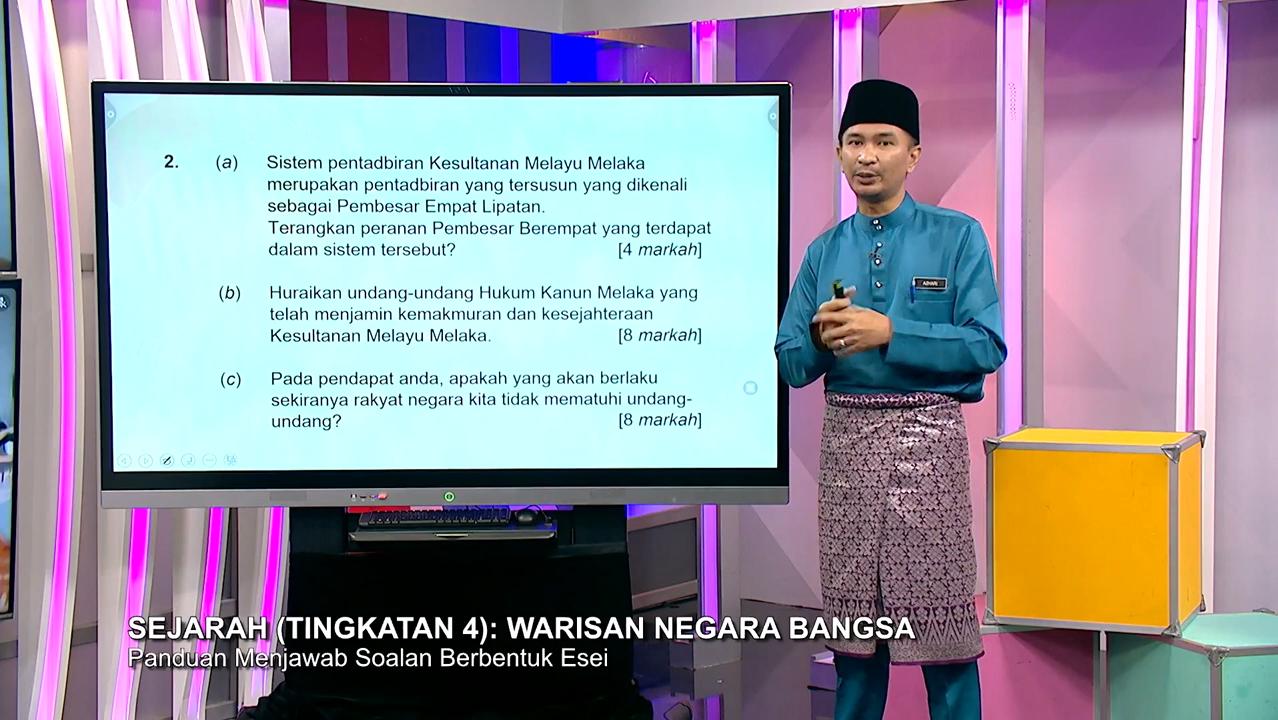 2. (a) Sistem pentadbiran Kesultanan Melayu Melaka
merupakan pentadbiran yang tersusun yang dikenali
sebagai Pembesar Empat Lipatan.
Terangkan peranan Pembesar Berempat yang terdapat
dalam sistem tersebut? [4 markah]
(b) Huraikan undang-undang Hukum Kanun Melaka yang
telah menjamin kemakmuran dan kesejahteraan
Kesultanan Melayu Melaka. [8 markah]
(c) Pada pendapat anda, apakah yang akan berlaku
sekiranya rakyat negara kita tidak mematuhi undang-
undang? [8 markah]
AZHARI
SEJARAH (TINGKATAN 4): WARISAN NEGARA BANGSA
Panduan Menjawab Soalan Berbentuk Esei